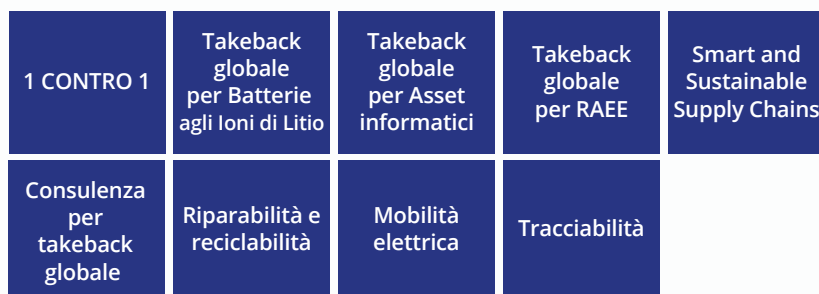 1 CONTRO 1
Takeback
globale
per Batterie
agli Ioni di Litio
Takeback
globale
per Asset
informatici
Takeback
globale
per RAEE
Smart and
Sustainable
Supply Chains
Consulenza
per
takeback
globale
Riparabilità e
reciclabilità
Mobilità
elettrica
Tracciabilità